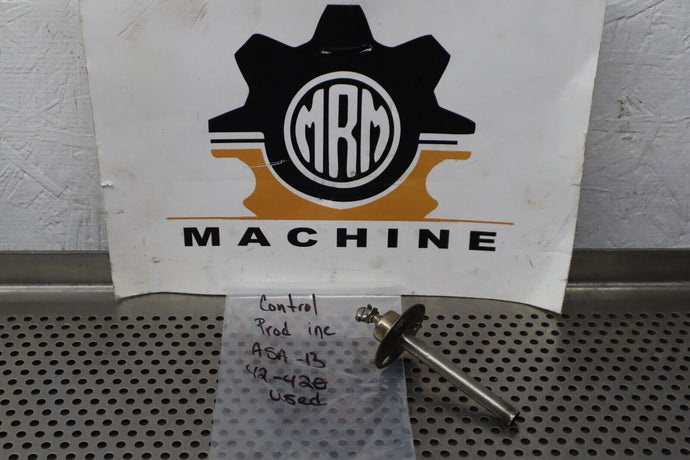 MRM
MACHINE
Control
Prod inc
ASA-13
42-420
Used